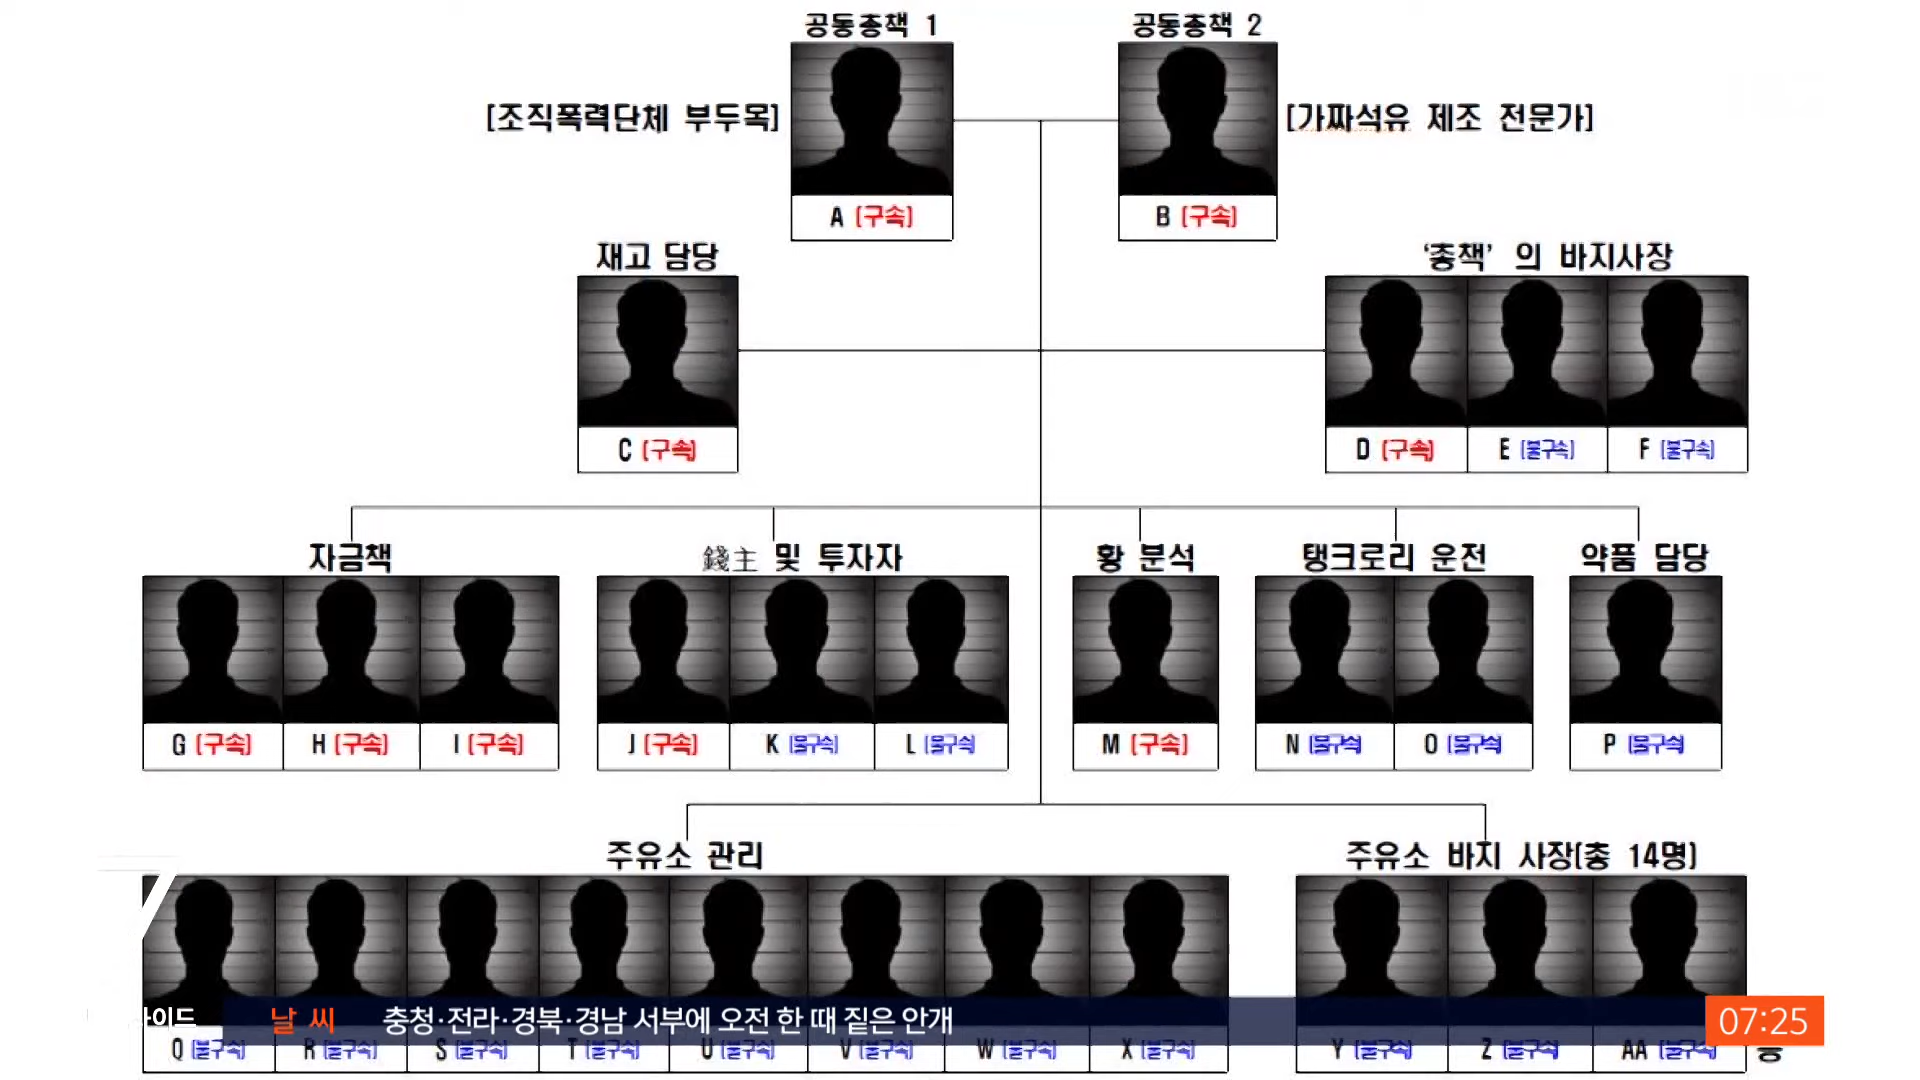 공동총책 1
공동총책 2
[조직폭력단체 부두목]
[가짜석유 제조 전문가]
A (구속)
B (구속)
재고 담당
‘총책’ 의 바지사장
C (구속)
D (구속)
E (불구속)
F (불구속)
자금책
錢主 및 투자자
황 분석
탱크로리 운전
약품 담당
G (구속)
H (구속)
I (구속)
J (구속)
K (불구속)
L (불구속)
M (구속)
N (불구속)
O (불구속)
P (불구속)
주유소 관리
주유소 바지 사장(총 14명)
7
이드
날씨
충청·전라·경북·경남 서부에 오전 한 때 짙은 안개
07:25
Q (불구속)
R (불구속)
S (불구속)
T (불구속)
U (불구속)
V (불구속)
W (불구속)
X (불구속)
Y (불구속)
Z (불구속)
AA (불구속)
등